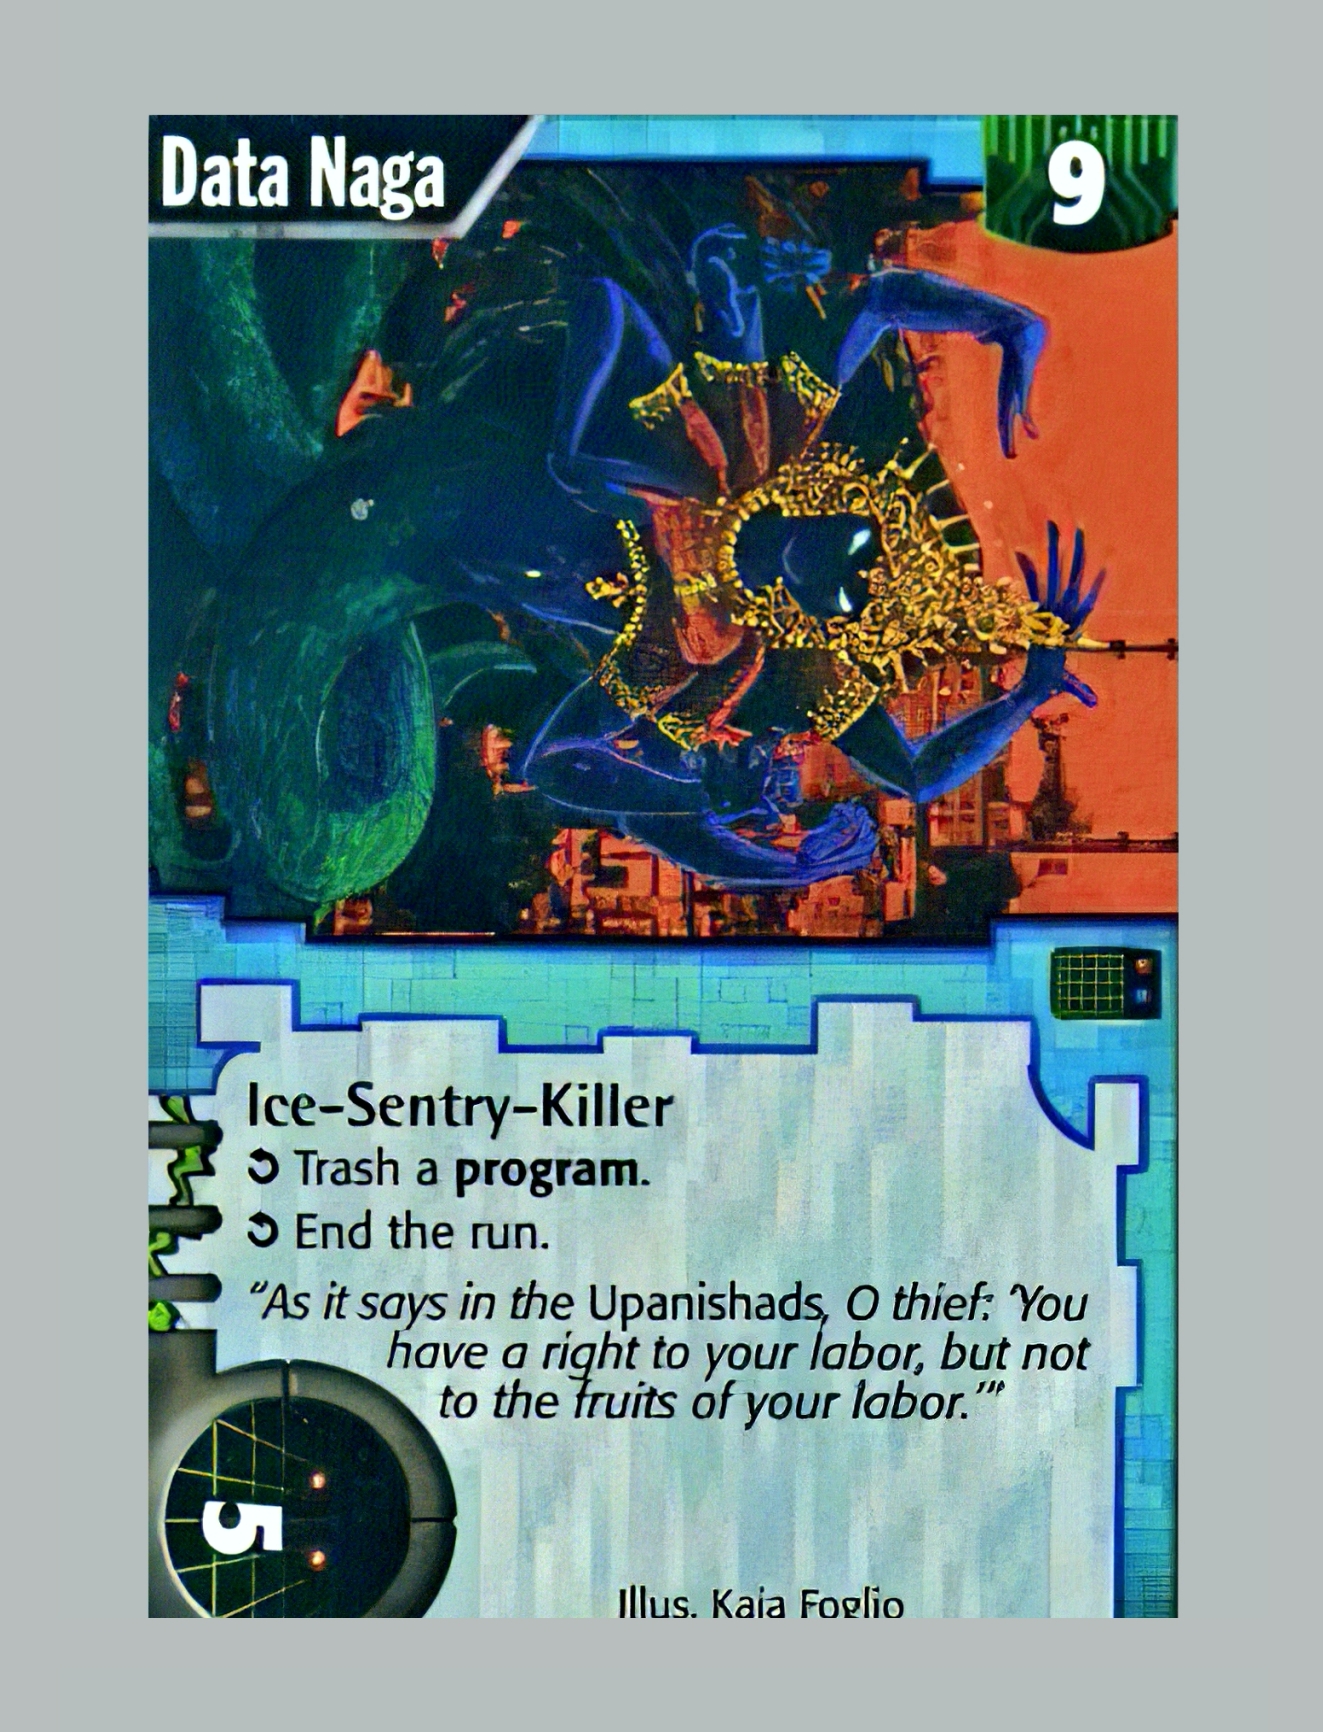 Data Naga
9
Ice-Sentry-Killer
Trash a program.
End the run.
“As it says in the Upanishads, O thief: ‘You
have a right to your labor, but not
to the fruits of your labor.’”
5
Illus. Kaja Foglio